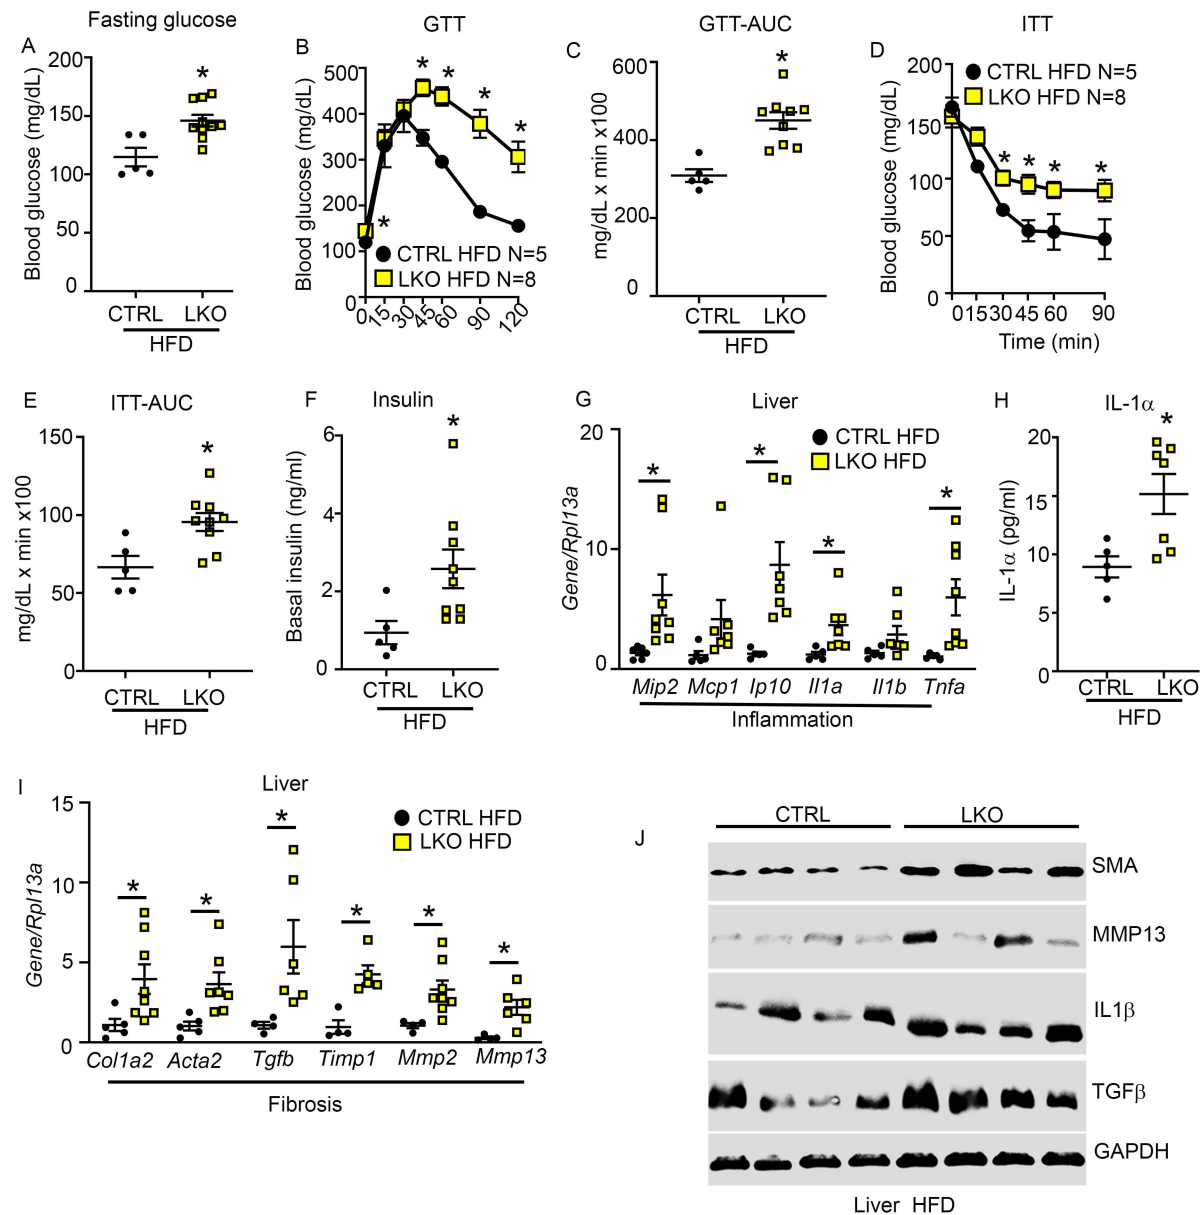 A
Fasting glucose
Blood glucose (mg/dL)
200
150
100
50
0
CTRL LKO
HFD
*
B
GTT
Blood glucose (mg/dL)
500
400
300
200
100
0
* * * *
*
CTRL HFD N=5
LKO HFD N=8
0 15 30 45 60 90 120
C
GTT-AUC
mg/dL x min x100
600
400
200
0
*
CTRL LKO
HFD
D
ITT
Blood glucose (mg/dL)
200
150
100
50
0
CTRL HFD N=5
LKO HFD N=8
* * * *
0 15 30 45 60 90
Time (min)
E
ITT-AUC
mg/dL x min x100
150
100
50
0
*
CTRL LKO
HFD
F
Insulin
Basal insulin (ng/ml)
6
4
2
0
*
CTRL LKO
HFD
G
Liver
Gene/Rpl13a
20
10
0
CTRL HFD
LKO HFD
* * * *
Mip2 Mcp1 Ip10 Il1a Il1b Tnfa
Inflammation
H
IL-1α
IL-1α (pg/ml)
20
15
10
5
0
*
CTRL LKO
HFD
I
Liver
Gene/Rpl13a
15
10
5
0
CTRL HFD
LKO HFD
* * * * * *
Col1a2 Acta2 Tgfb Timp1 Mmp2 Mmp13
Fibrosis
J
CTRL LKO
SMA
MMP13
IL1β
TGFβ
GAPDH
Liver HFD